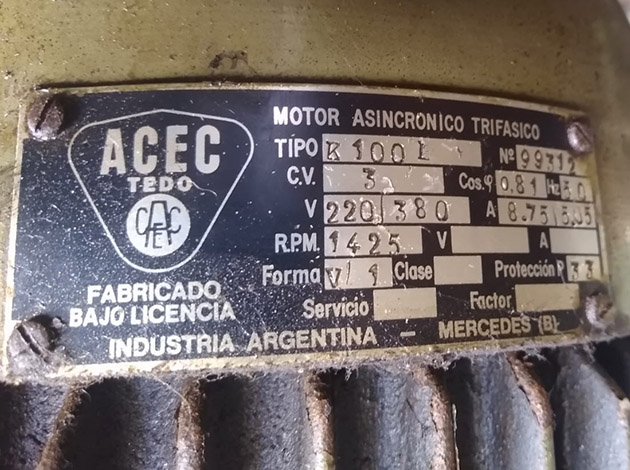 ACEC
TEDO
ACEC
MOTOR ASINCRONICO TRIFASICO
TIPO K 100 L Nº 99312
C.V. 3 Cos.φ 0.81 Hz 50
V 220/380 A 8.75/5.05
R.P.M. 1425 V A
Forma V 1 Clase Protección P 33
Servicio Factor
FABRICADO
BAJO LICENCIA
INDUSTRIA ARGENTINA - MERCEDES (B)